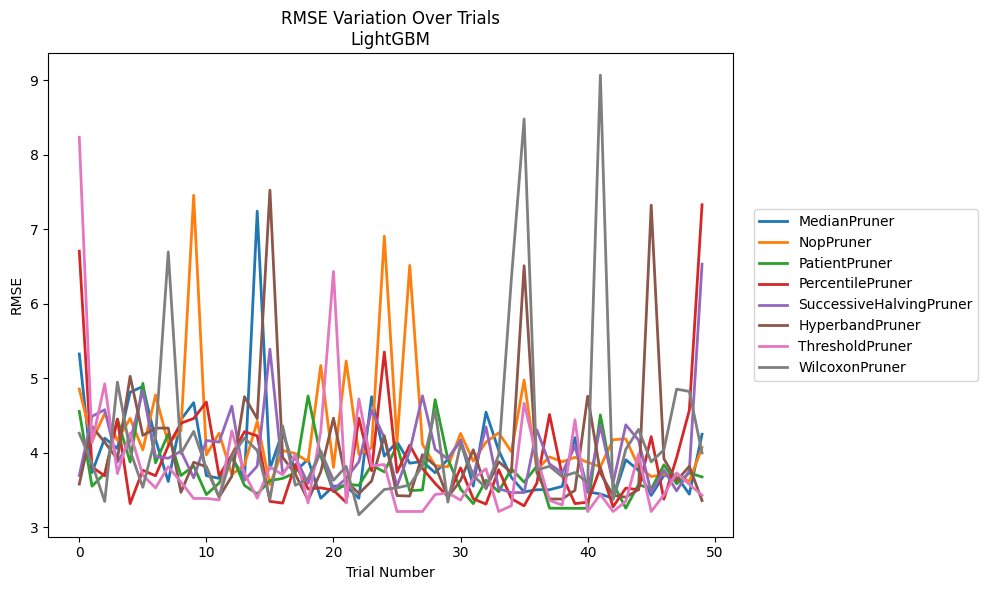 RMSE Variation Over Trials
LightGBM
RMSE
9
8
7
6
5
4
3
0
10
20
30
40
50
Trial Number
MedianPruner
NopPruner
PatientPruner
PercentilePruner
SuccessiveHalvingPruner
HyperbandPruner
ThresholdPruner
WilcoxonPruner